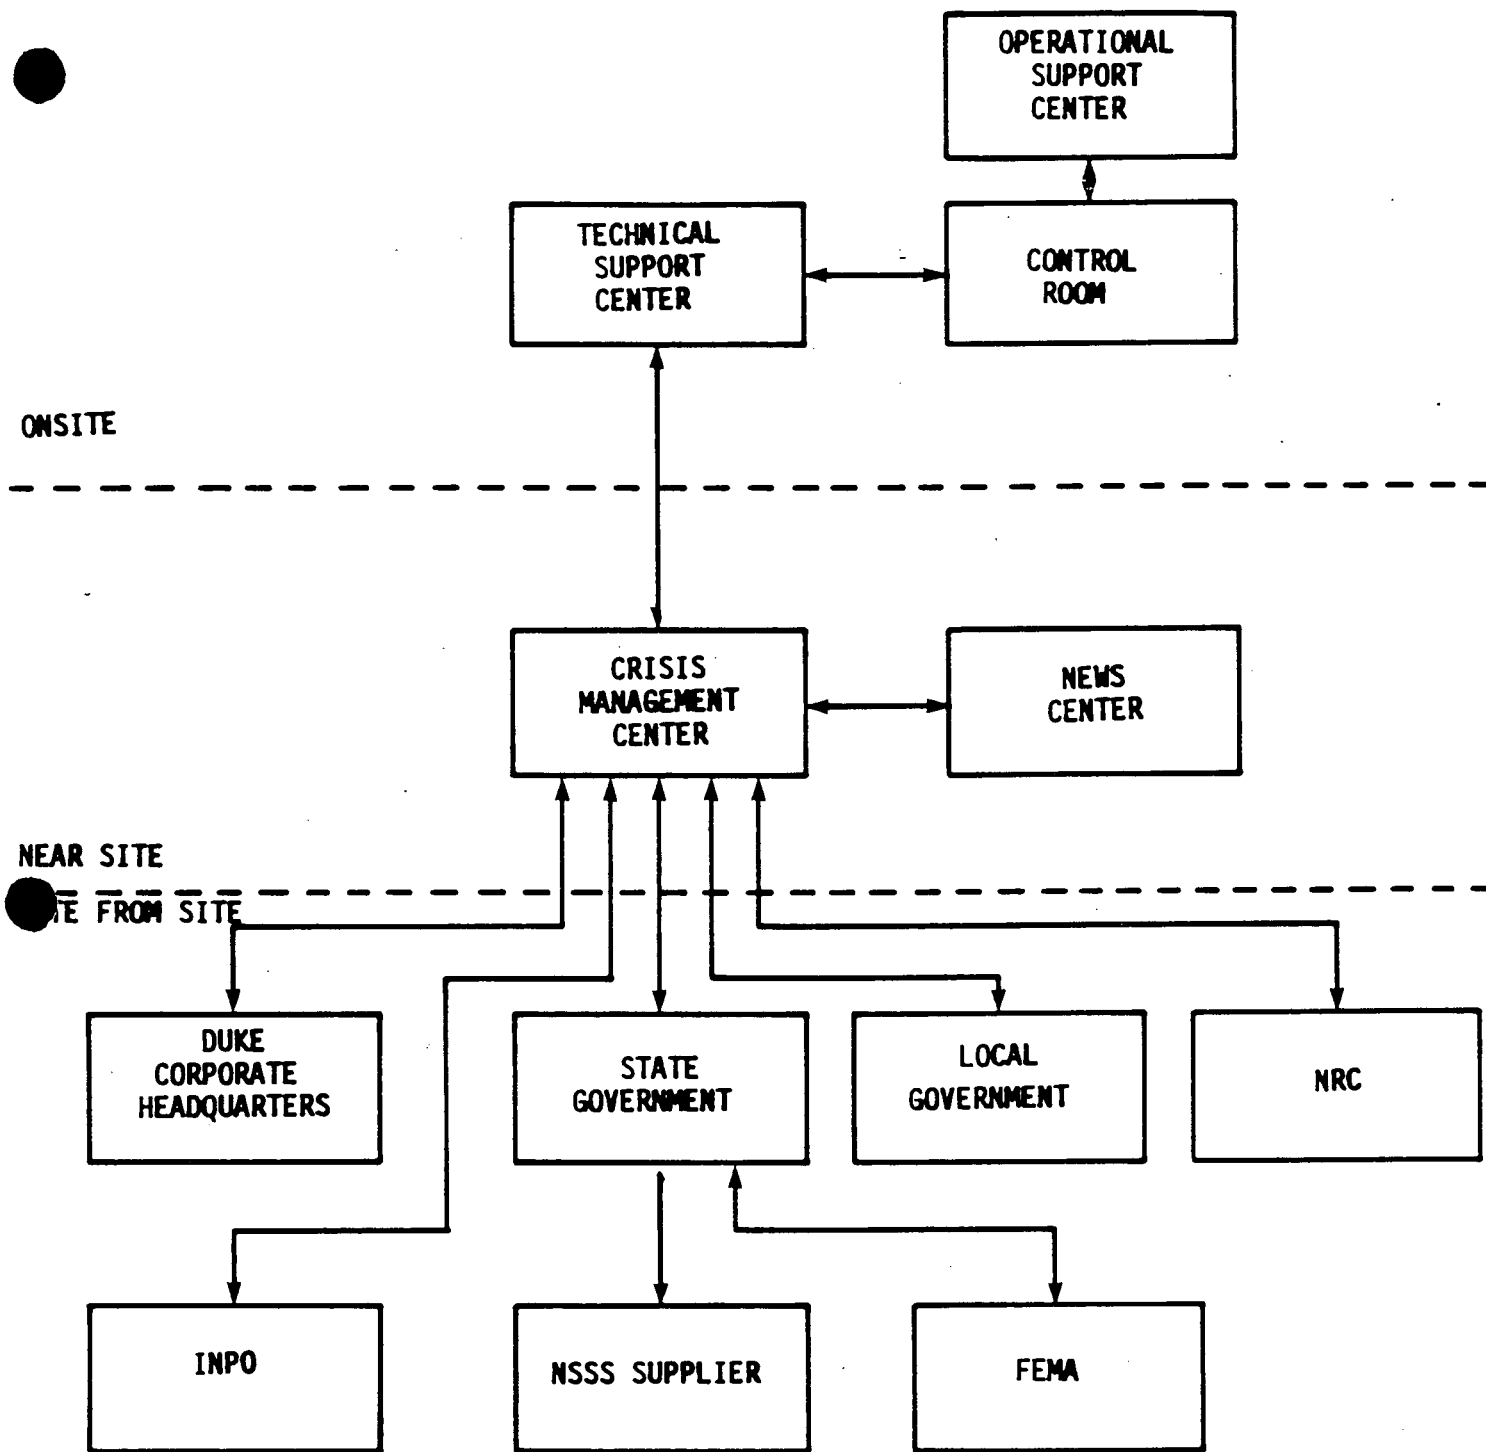 OPERATIONAL
SUPPORT
CENTER
TECHNICAL
SUPPORT
CENTER
CONTROL
ROOM
ONSITE
CRISIS
MANAGEMENT
CENTER
NEWS
CENTER
NEAR SITE
FROM SITE
DUKE
CORPORATE
HEADQUARTERS
STATE
GOVERNMENT
LOCAL
GOVERNMENT
NRC
INPO
NSSS SUPPLIER
FEMA